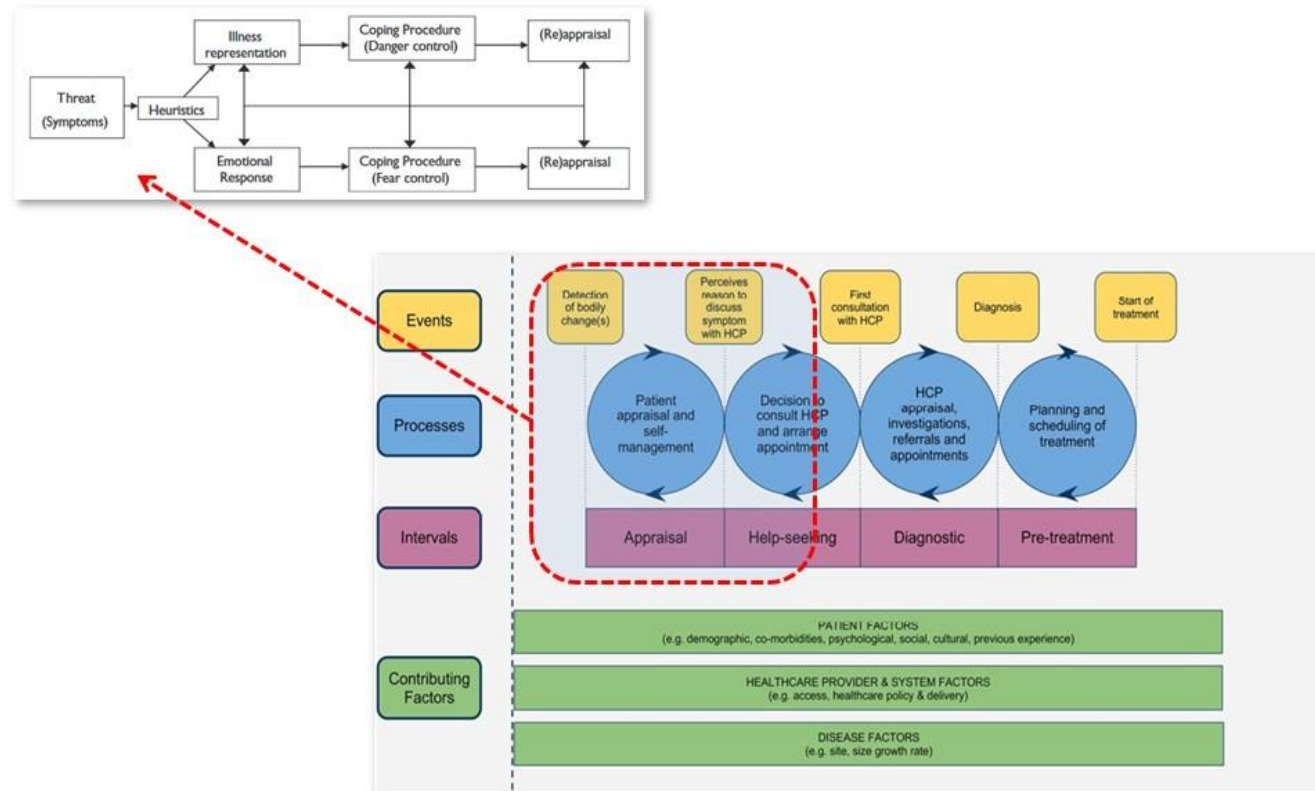 Illness
representation
Coping Procedure
(Danger control)
(Re)appraisal
Threat
(Symptoms)
Heuristics
Emotional
Response
Coping Procedure
(Fear control)
(Re)appraisal
Events
Detection
of bodily
change(s)
Perceives
reason to
discuss
symptom
with HCP
First
consultation
with HCP
Diagnosis
Start of
treatment
Processes
Patient
appraisal and
self-
management
Decision to
consult HCP
and arrange
appointment
HCP
appraisal,
investigations,
referrals and
appointments
Planning and
scheduling of
treatment
Intervals
Appraisal
Help-seeking
Diagnostic
Pre-treatment
Contributing
Factors
PATIENT FACTORS
(e.g. demographic, co-morbidities, psychological, social, cultural, previous experience)
HEALTHCARE PROVIDER & SYSTEM FACTORS
(e.g. access, healthcare policy & delivery)
DISEASE FACTORS
(e.g. site, size growth rate)